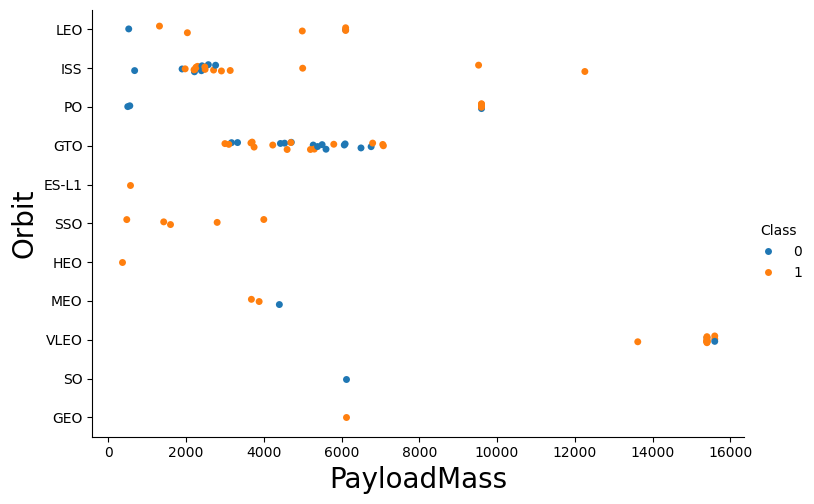 LEO
ISS
PO
GTO
ES-L1
SSO
HEO
MEO
VLEO
SO
GEO
Orbit
0 2000 4000 6000 8000 10000 12000 14000 16000
PayloadMass
Class
0
1